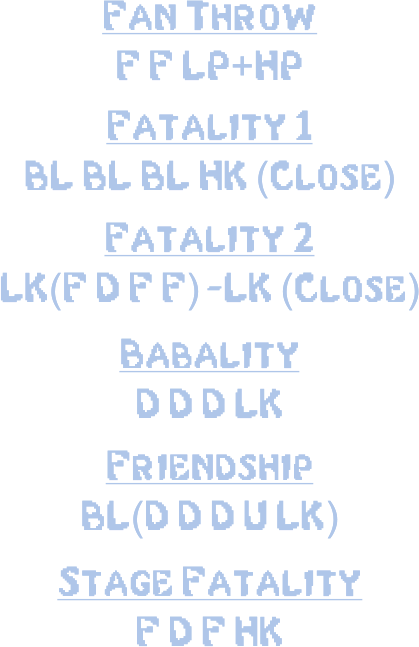 Fan Throw
F F LP+HP
Fatality 1
BL BL BL HK (Close)
Fatality 2
LK(F D F F) -LK (Close)
Babality
D D D LK
Friendship
BL(D D D U LK)
Stage Fatality
F D F HK